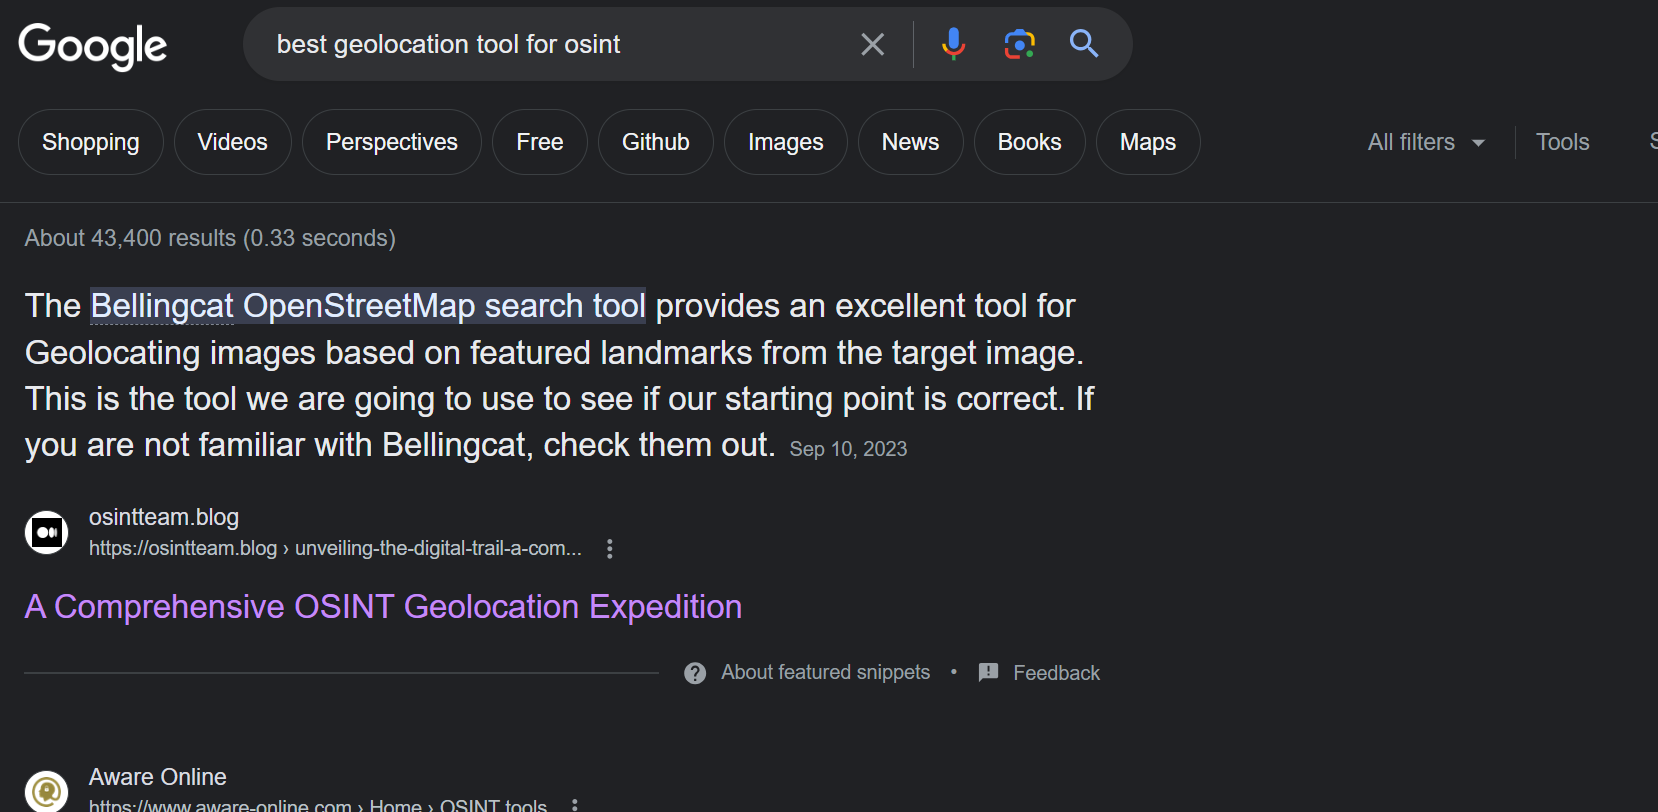 Google
best geolocation tool for osint
Shopping Videos Perspectives Free Github Images News Books Maps All filters Tools
About 43,400 results (0.33 seconds)
The Bellingcat OpenStreetMap search tool provides an excellent tool for
Geolocating images based on featured landmarks from the target image.
This is the tool we are going to use to see if our starting point is correct. If
you are not familiar with Bellingcat, check them out. Sep 10, 2023
osintteam.blog
https://osintteam.blog › unveiling-the-digital-trail-a-com...
A Comprehensive OSINT Geolocation Expedition
About featured snippets • Feedback
Aware Online
https://www.aware-online.com › Home › OSINT tools